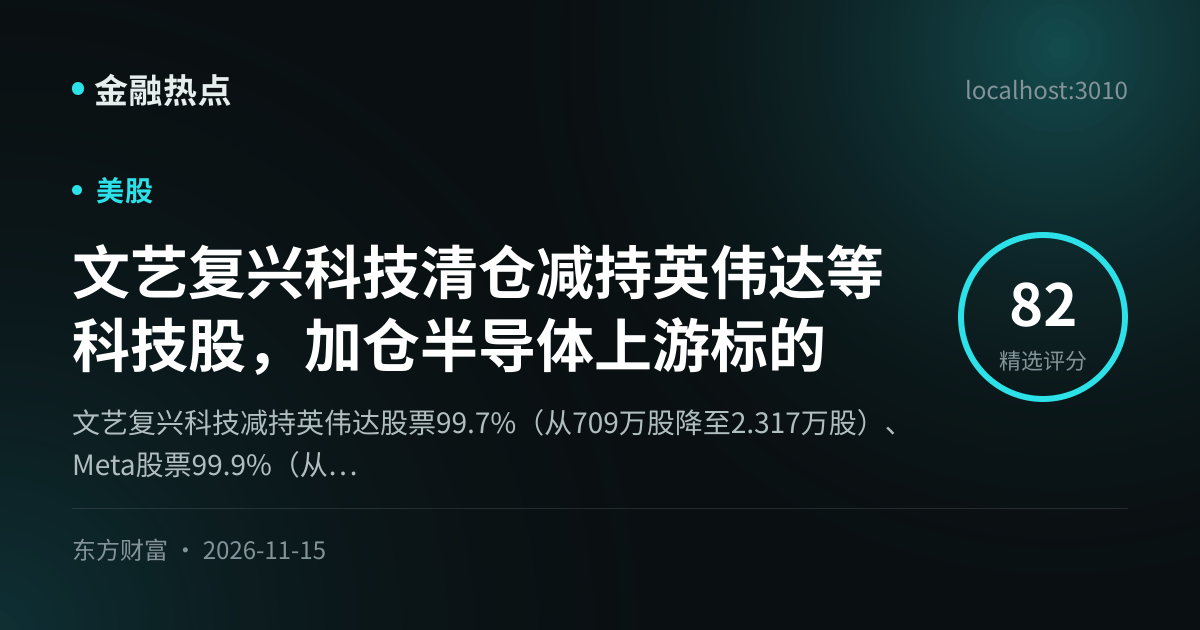 金融热点
localhost:3010
美股
文艺复兴科技清仓减持英伟达等
科技股，加仓半导体上游标的
82
精选评分
文艺复兴科技减持英伟达股票99.7%（从709万股降至2.317万股）、
Meta股票99.9%（从…
东方财富 · 2026-11-15